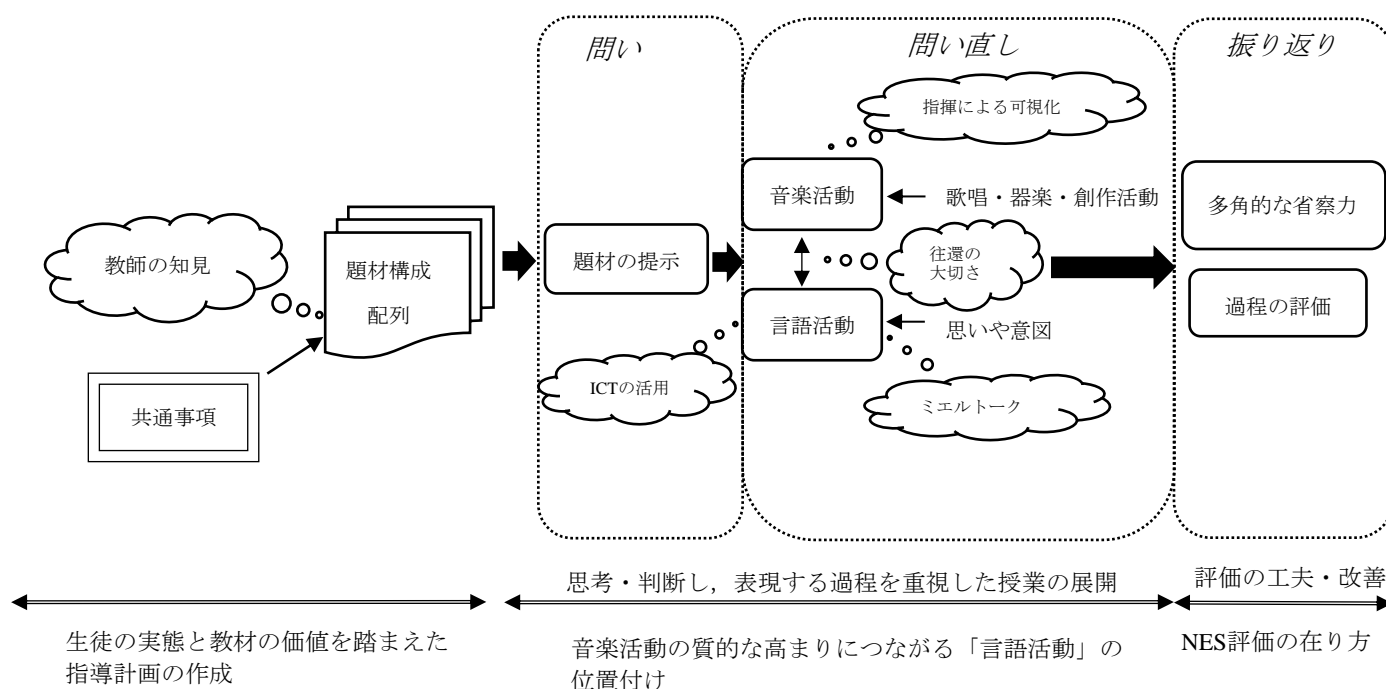 問い
問い直し
振り返り
指揮による可視化
音楽活動
歌唱・器楽・創作活動
多角的な省察力
教師の知見
題材構成
配列
題材の提示
往還の
大切さ
過程の評価
言語活動
思いや意図
共通事項
ICTの活用
ミエルトーク
思考・判断し，表現する過程を重視した授業の展開
評価の工夫・改善
生徒の実態と教材の価値を踏まえた
指導計画の作成
音楽活動の質的な高まりにつながる「言語活動」の
位置付け
NES評価の在り方